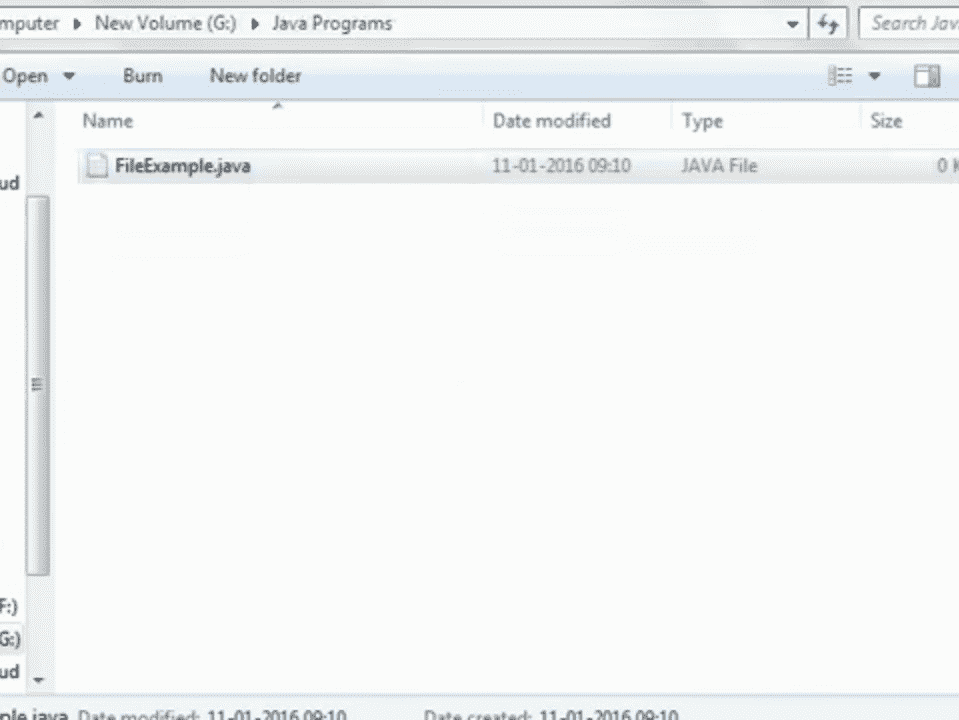 mputer New Volume (G:) Java Programs Search Jav
Open Burn New folder
Name Date modified Type Size
FileExample.java 11-01-2016 09:10 JAVA File 0 K
ud
F:)
G:)
ud
ple.java Date modified: 11-01-2016 09:10 Date created: 11-01-2016 09:10